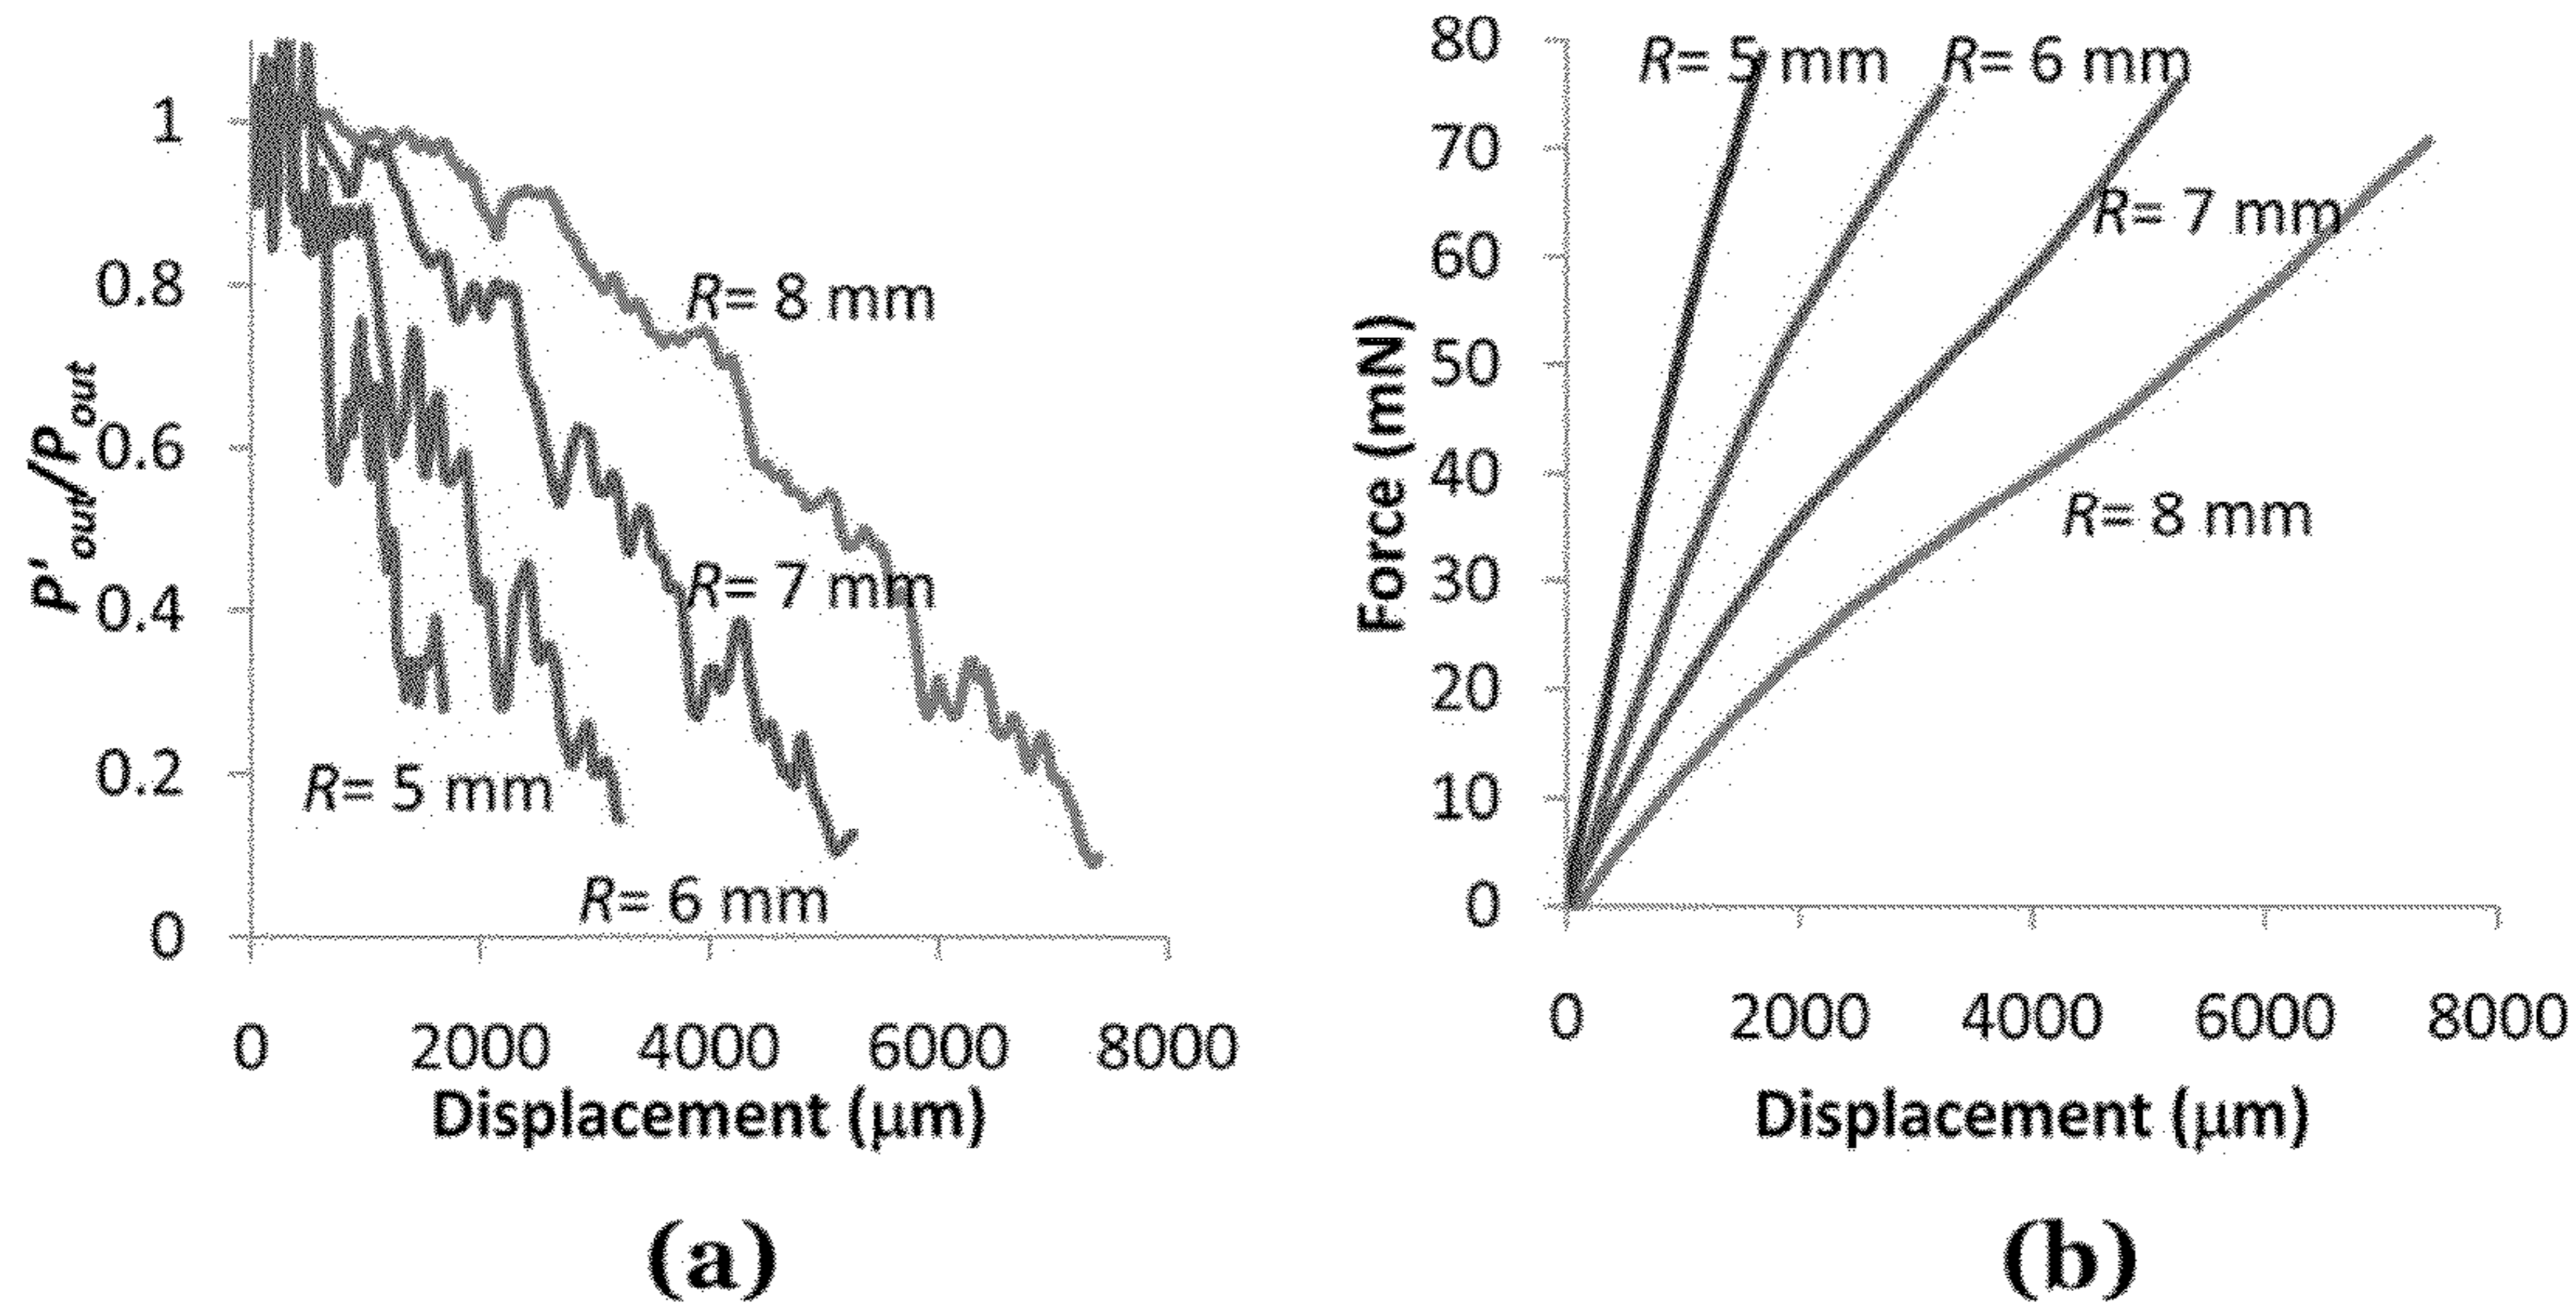 P'out/Pout
1
0.8
0.6
0.4
0.2
0
R= 8 mm
R= 7 mm
R= 5 mm
R= 6 mm
0 2000 4000 6000 8000
Displacement (μm)
(a)
Force (mN)
80
70
60
50
40
30
20
10
0
R= 5 mm R= 6 mm
R= 7 mm
R= 8 mm
0 2000 4000 6000 8000
Displacement (μm)
(b)